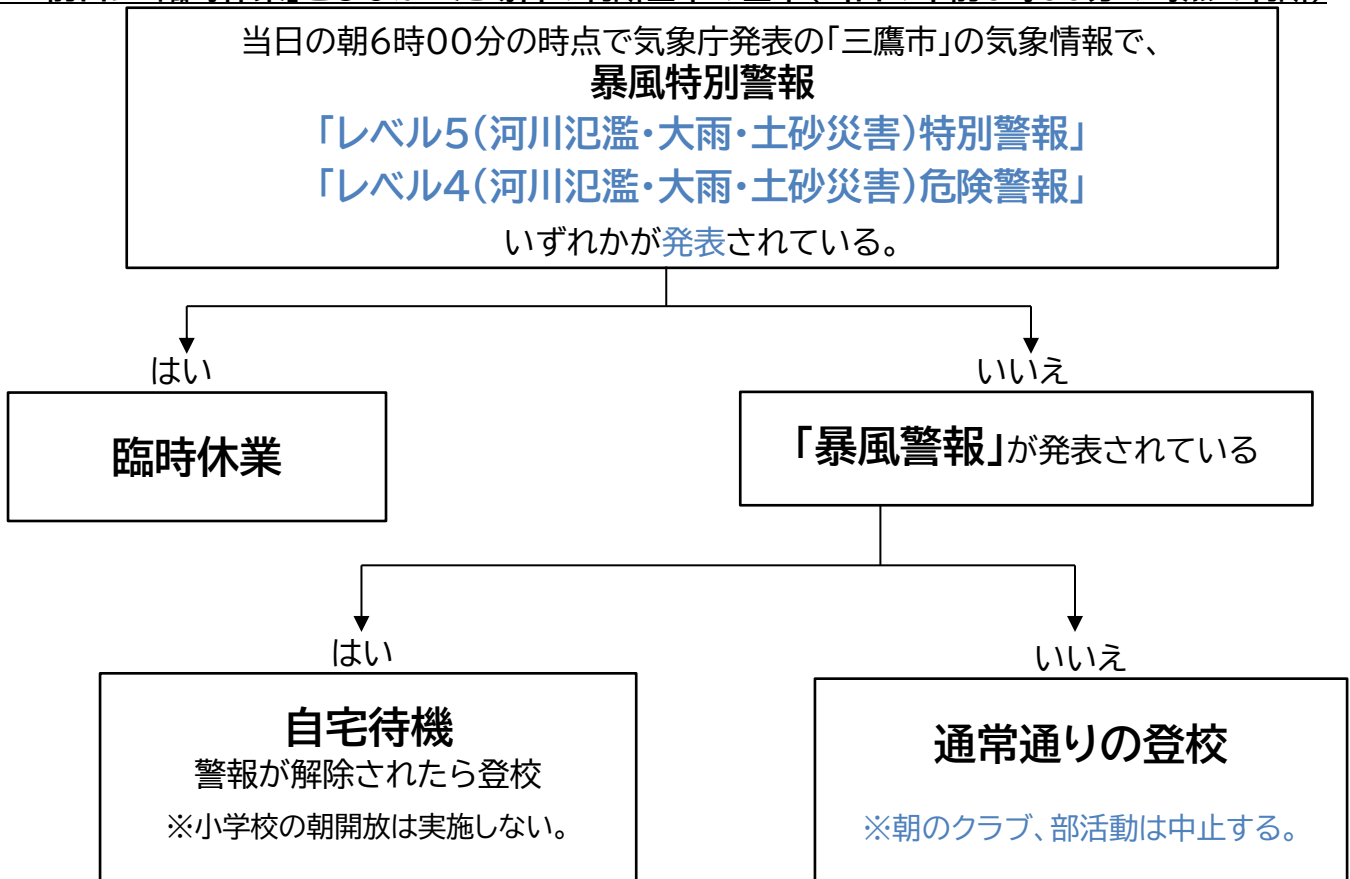 当日の朝6時00分の時点で気象庁発表の「三鷹市」の気象情報で、
暴風特別警報
「レベル5(河川氾濫・大雨・土砂災害)特別警報」
「レベル4(河川氾濫・大雨・土砂災害)危険警報」
いずれかが発表されている。
はい
いいえ
臨時休業
「暴風警報」が発表されている
はい
いいえ
自宅待機
警報が解除されたら登校
※小学校の朝開放は実施しない。
通常通りの登校
※朝のクラブ、部活動は中止する。